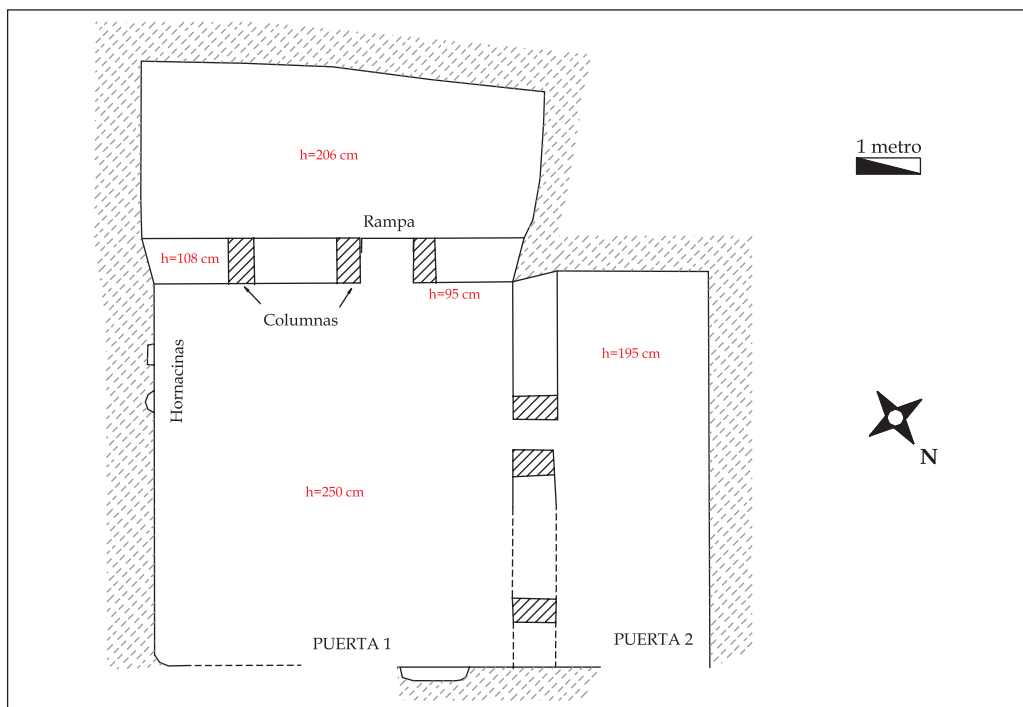 h=206 cm
1 metro
Rampa
h=108 cm
h=95 cm
Columnas
Hornacinas
h=195 cm
N
h=250 cm
PUERTA 1
PUERTA 2